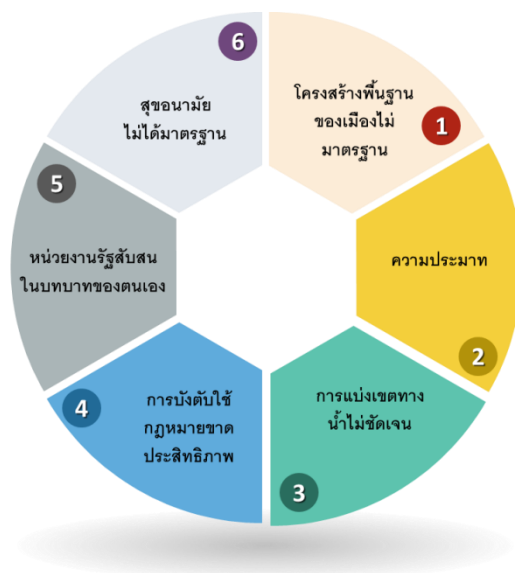 1
โครงสร้างพื้นฐาน
ของเมืองไม่
มาตรฐาน
2
ความประมาท
3
การแบ่งเขตทาง
น้ำไม่ชัดเจน
4
การบังตับใช้
กฎหมายขาด
ประสิทธิภาพ
5
หน่วยงานรัฐสับสน
ในบทบาทของตนเอง
6
สุขอนามัย
ไม่ได้มาตรฐาน